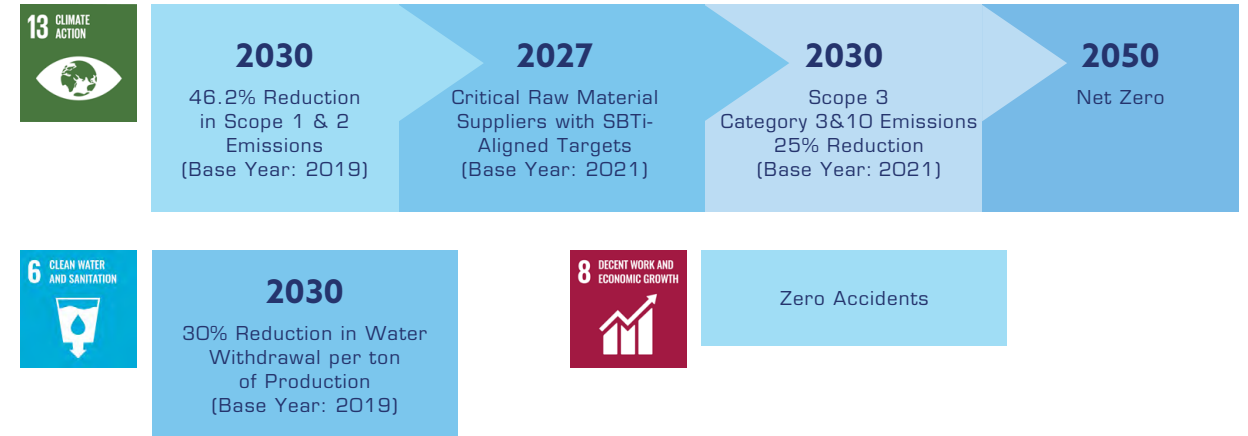 13 CLIMATE
ACTION
2030
46.2% Reduction
in Scope 1 & 2
Emissions
(Base Year: 2019)
2027
Critical Raw Material
Suppliers with SBTi-
Aligned Targets
(Base Year: 2021)
2030
Scope 3
Category 3&10 Emissions
25% Reduction
(Base Year: 2021)
2050
Net Zero
6 CLEAN WATER
AND SANITATION
2030
30% Reduction in Water
Withdrawal per ton
of Production
(Base Year: 2019)
8 DECENT WORK AND
ECONOMIC GROWTH
Zero Accidents